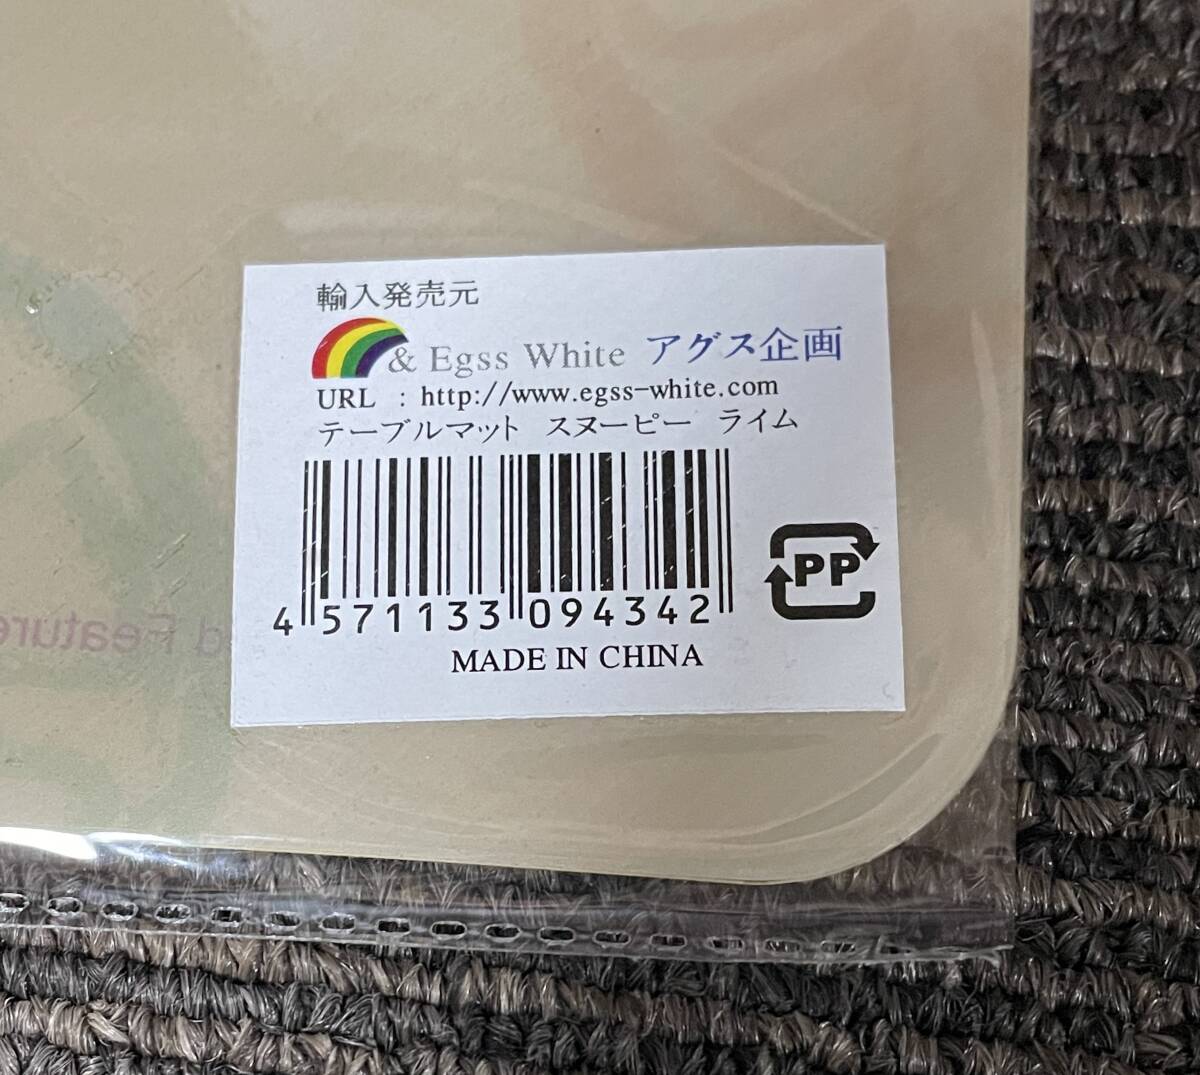 輸入発売元
& Egss White アグス企画
URL : http://www.egss-white.com
テーブルマット スヌーピー ライム
4 571133 094342
PP
MADE IN CHINA
d Feature